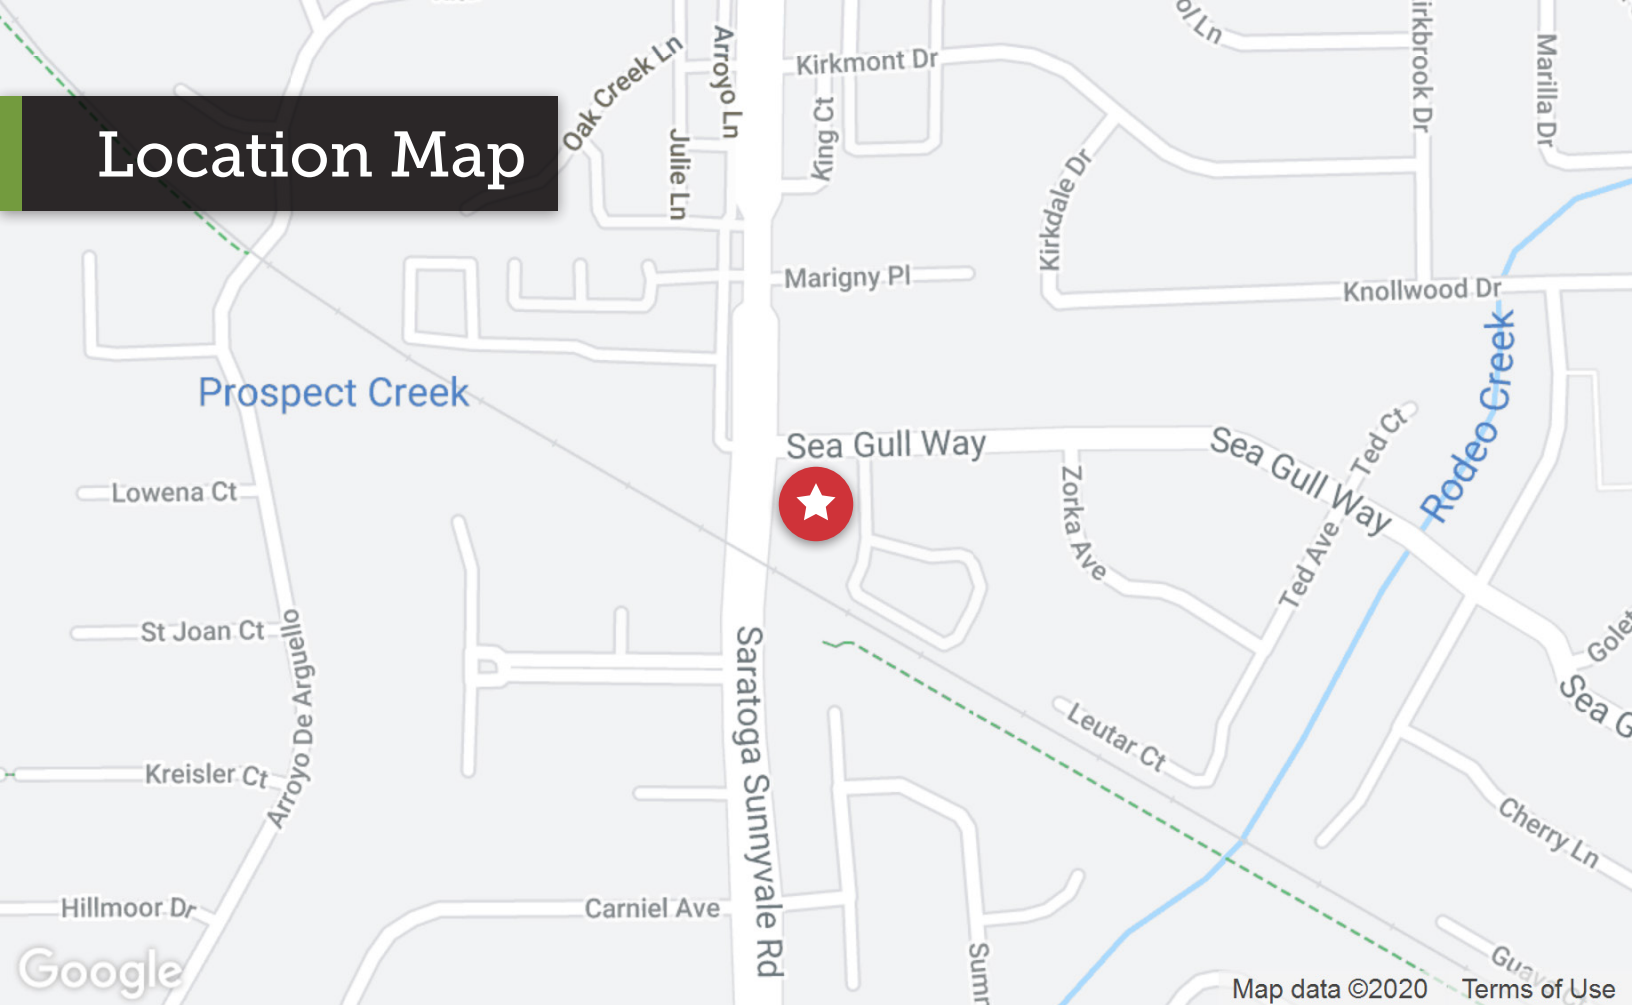 Location Map
Oak Creek Ln
Arroyo Ln
Julie Ln
Kirkmont Dr
King Ct
Kirkdale Dr
Kirkbrook Dr
Marilla Dr
Marigny Pl
Knollwood Dr
Rodeo Creek
Prospect Creek
Sea Gull Way
Sea Gull Way
Ted Ct
Zorka Ave
Ted Ave
Lowena Ct
St Joan Ct
Arroyo De Arguello
Saratoga Sunnyvale Rd
Leutar Ct
Kreisler Ct
Cherry Ln
Hillmoor Dr
Carniel Ave
Google
Map data ©2020
Terms of Use